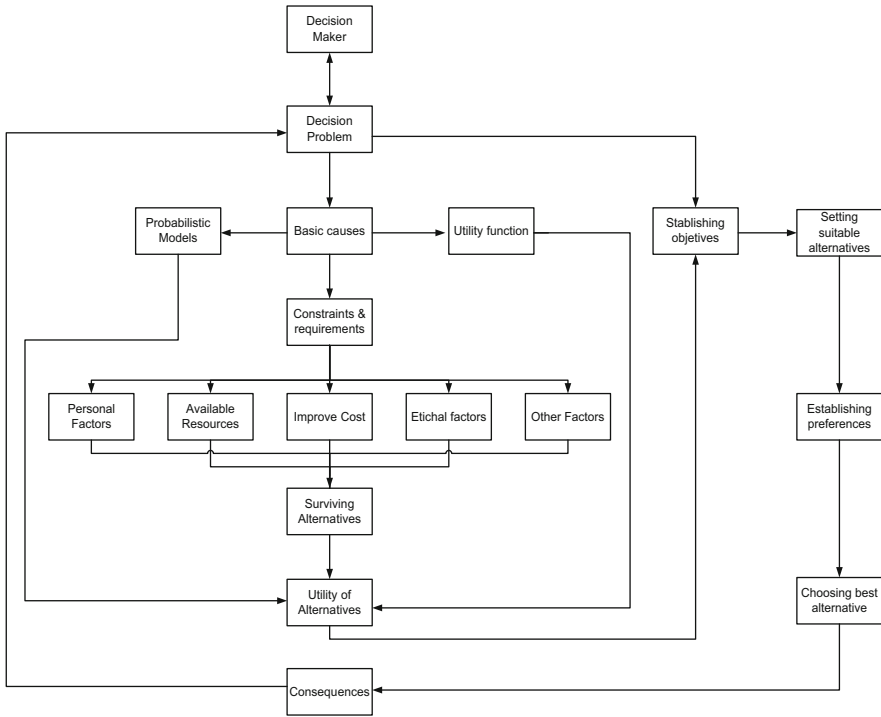 Decision
Maker
Decision
Problem
Probabilistic
Models
Basic causes
Utility function
Stablishing
objetives
Setting
suitable
alternatives
Constraints &
requirements
Personal
Factors
Available
Resources
Improve Cost
Etichal factors
Other Factors
Establishing
preferences
Surviving
Alternatives
Utility of
Alternatives
Choosing best
alternative
Consequences